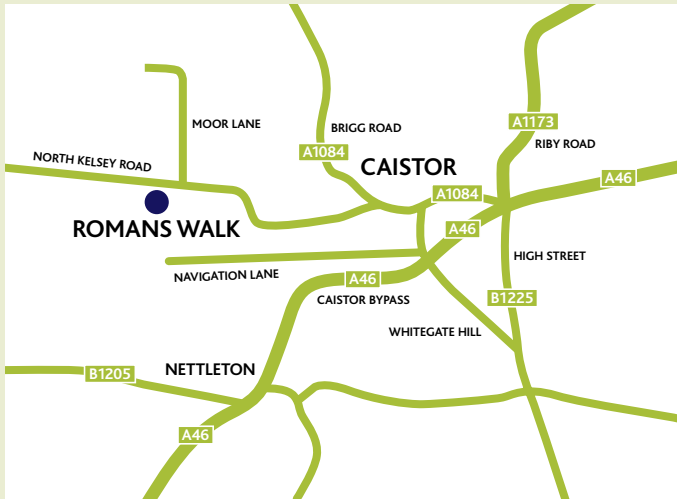 A1173
MOOR LANE
BRIGG ROAD
RIBY ROAD
A1084
NORTH KELSEY ROAD
CAISTOR
A46
A1084
ROMANS WALK
A46
HIGH STREET
NAVIGATION LANE
A46
CAISTOR BYPASS
B1225
WHITEGATE HILL
NETTLETON
B1205
A46